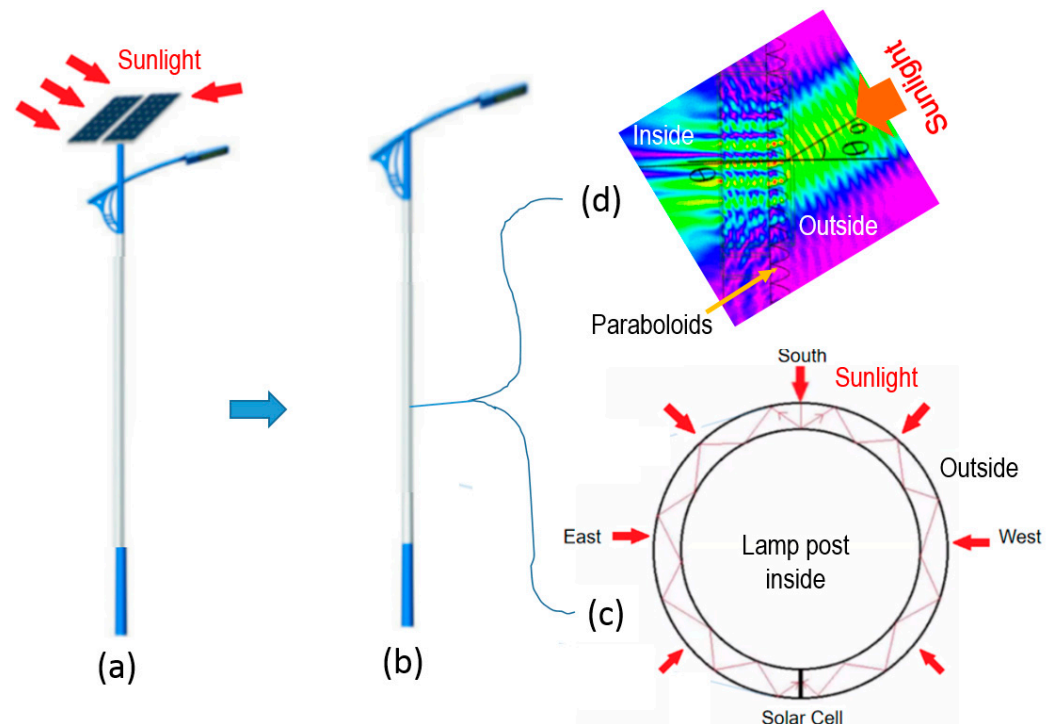 Sunlight
(a)
(b)
(d)
Inside
Sunlight
θ
θ
Outside
Paraboloids
South
Sunlight
Outside
East
West
Lamp post
inside
(c)
Solar Cell